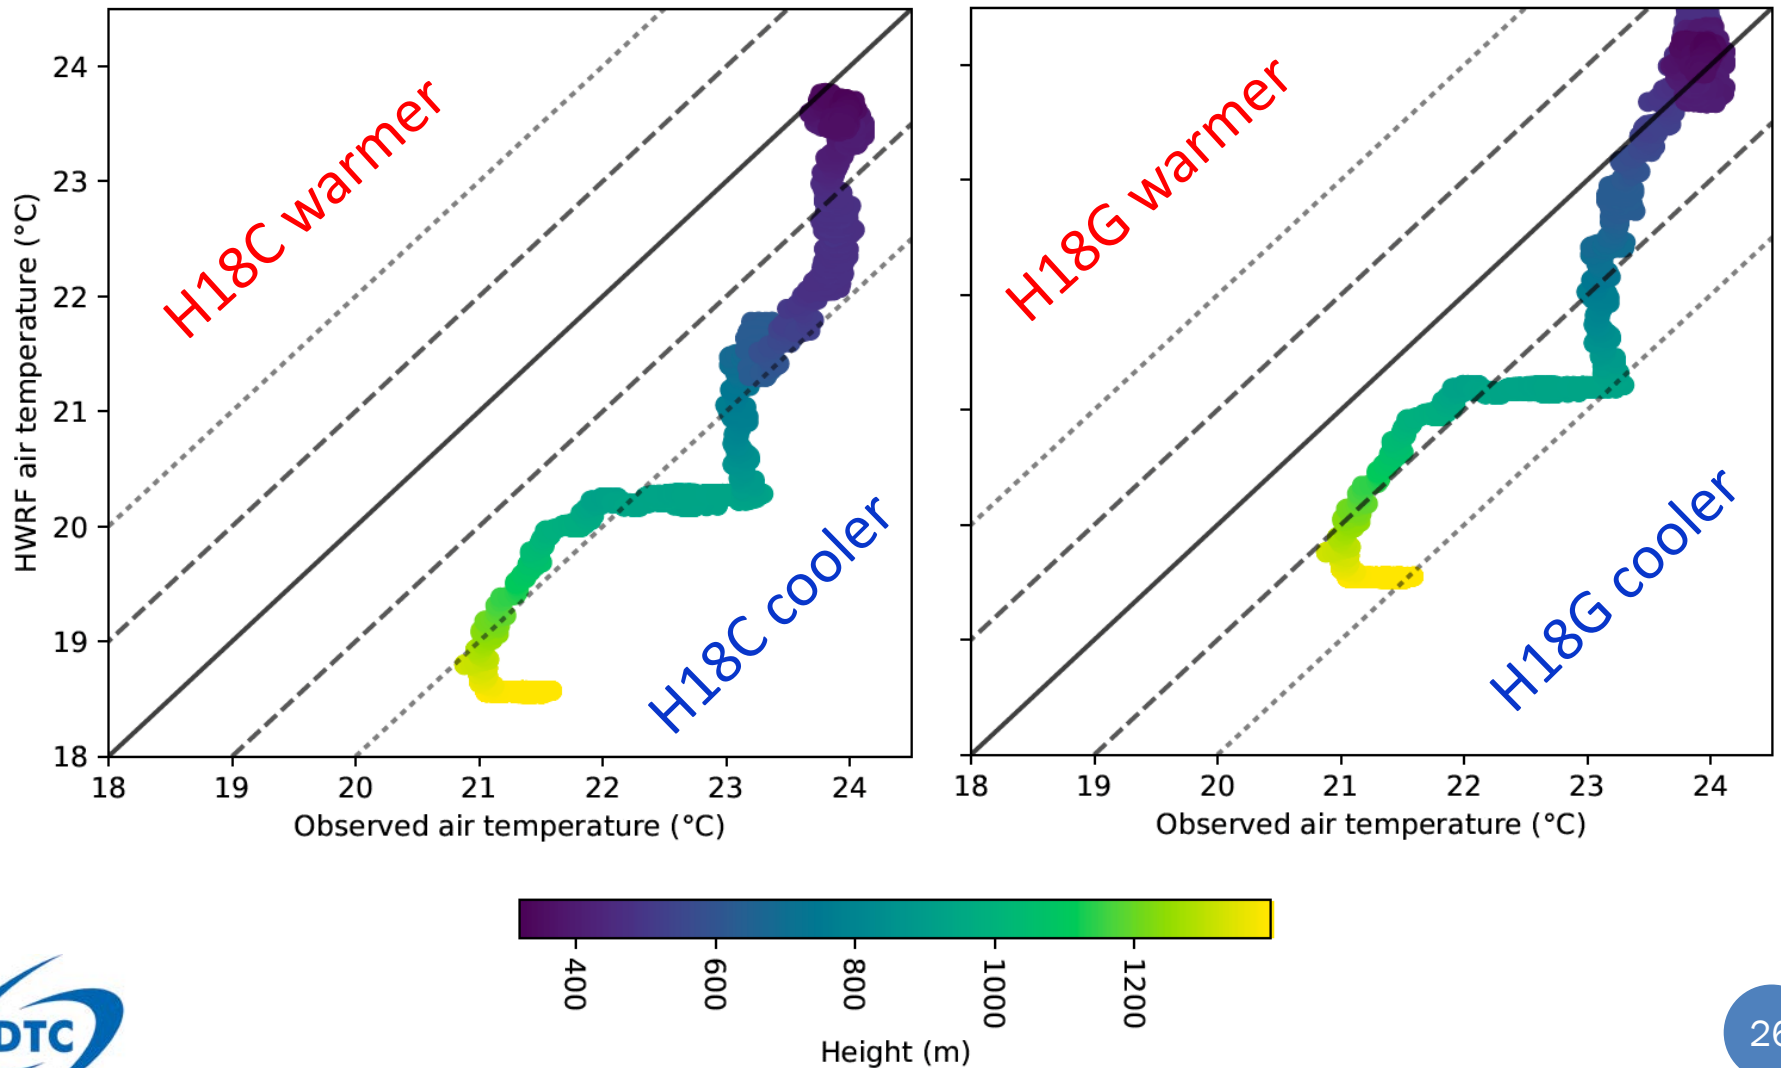 24
23
22
21
20
19
18
HWRF air temperature (°C)
H18C warmer
H18C cooler
18 19 20 21 22 23 24
Observed air temperature (°C)
H18G warmer
H18G cooler
18 19 20 21 22 23 24
Observed air temperature (°C)
400 600 800 1000 1200
Height (m)
DTC
26